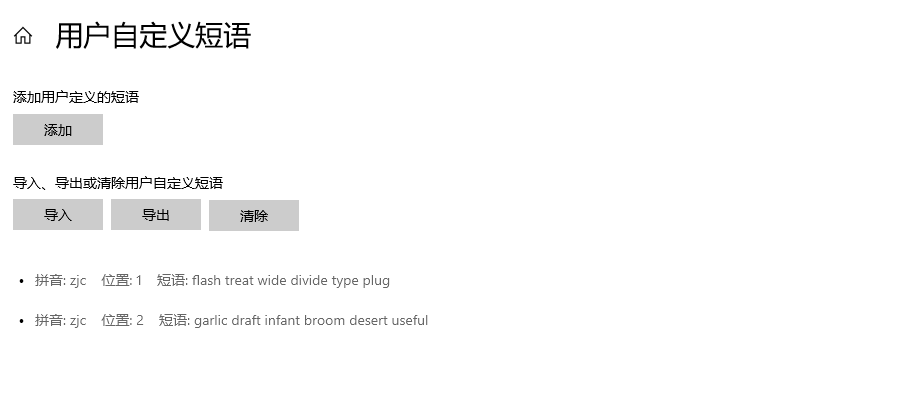 用户自定义短语
添加用户定义的短语
添加
导入、导出或清除用户自定义短语
导入 导出 清除
• 拼音: zjc 位置: 1 短语: flash treat wide divide type plug
• 拼音: zjc 位置: 2 短语: garlic draft infant broom desert useful